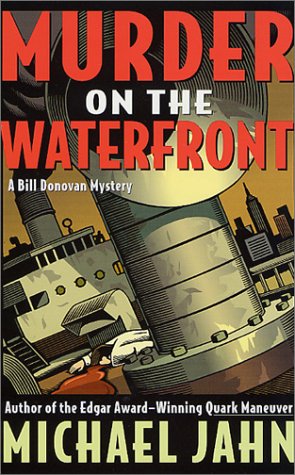 MURDER
ON THE
WATERFRONT
A Bill Donovan Mystery
Author of the Edgar Award–Winning Quark Maneuver
MICHAEL JAHN